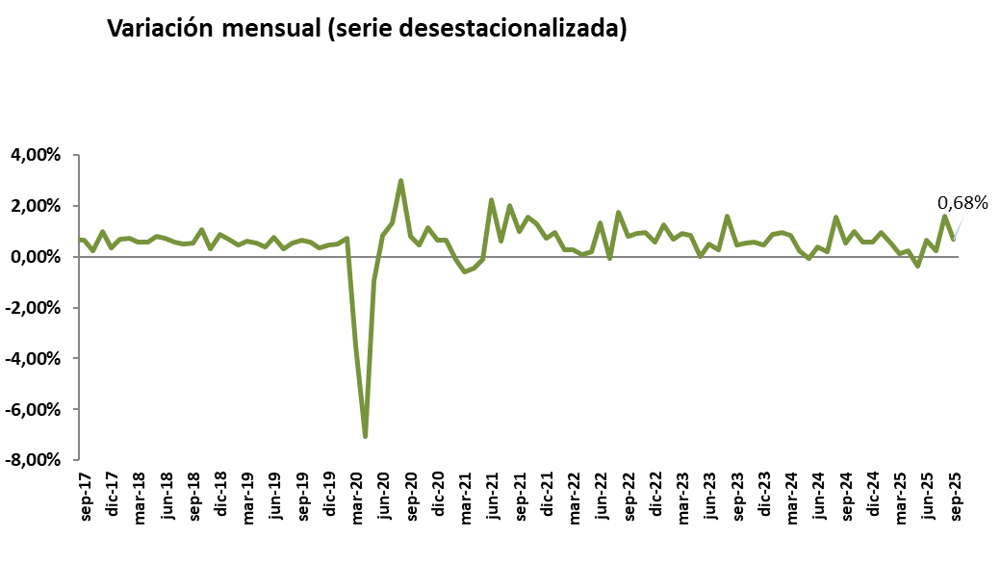 Variación mensual (serie desestacionalizada)
4,00%
2,00%
0,00%
-2,00%
-4,00%
-6,00%
-8,00%
0,68%
sep-17
dic-17
mar-18
jun-18
sep-18
dic-18
mar-19
jun-19
sep-19
dic-19
mar-20
jun-20
sep-20
dic-20
mar-21
jun-21
sep-21
dic-21
mar-22
jun-22
sep-22
dic-22
mar-23
jun-23
sep-23
dic-23
mar-24
jun-24
sep-24
dic-24
mar-25
jun-25
sep-25